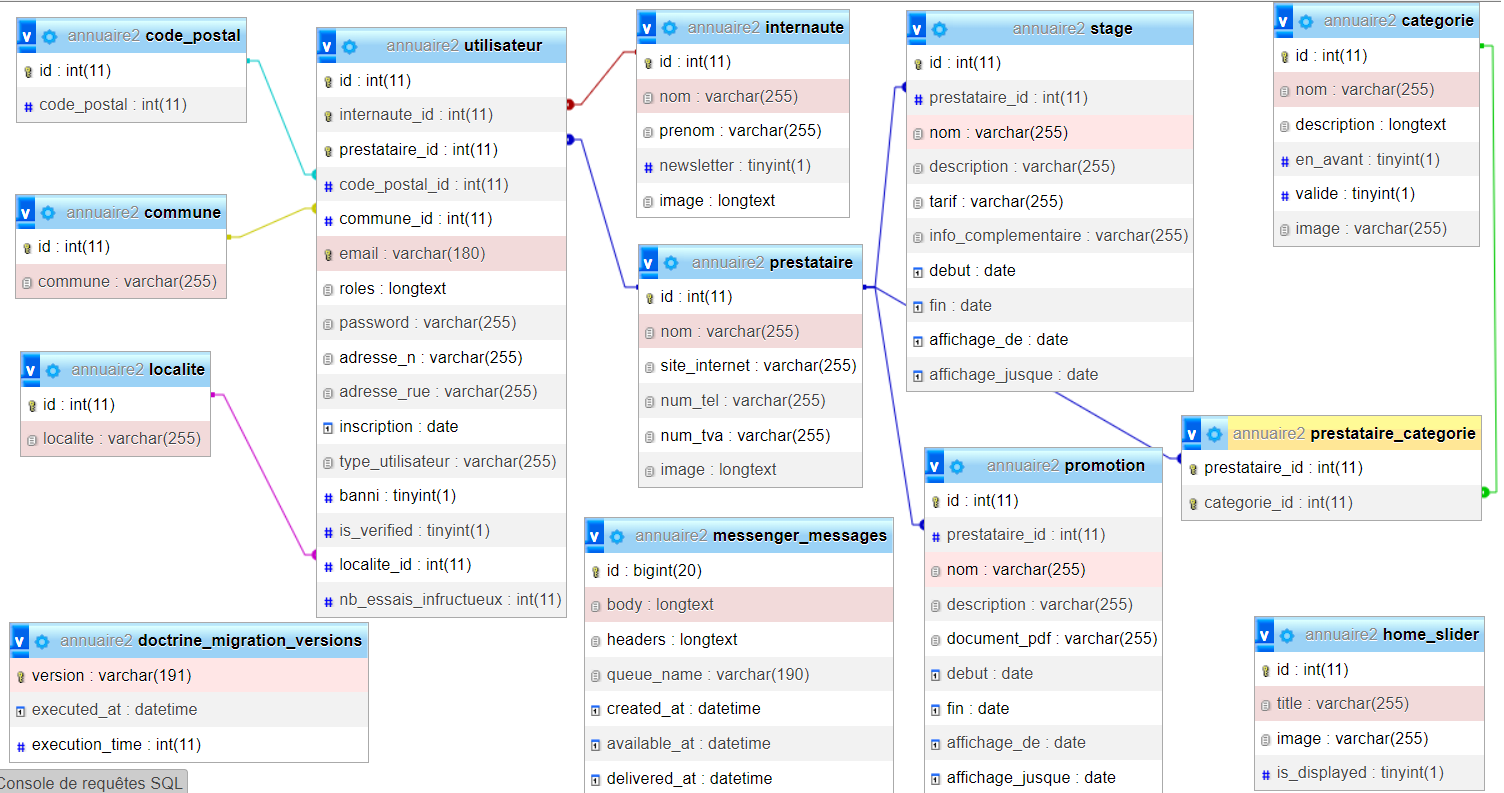 annuaire2 code_postal
id : int(11)
code_postal : int(11)
annuaire2 commune
id : int(11)
commune : varchar(255)
annuaire2 localite
id : int(11)
localite : varchar(255)
annuaire2 doctrine_migration_versions
version : varchar(191)
executed_at : datetime
execution_time : int(11)
Console de requêtes SQL
annuaire2 utilisateur
id : int(11)
internaute_id : int(11)
prestataire_id : int(11)
code_postal_id : int(11)
commune_id : int(11)
email : varchar(180)
roles : longtext
password : varchar(255)
adresse_n : varchar(255)
adresse_rue : varchar(255)
inscription : date
type_utilisateur : varchar(255)
banni : tinyint(1)
is_verified : tinyint(1)
localite_id : int(11)
nb_essais_infructueux : int(11)
annuaire2 internaute
id : int(11)
nom : varchar(255)
prenom : varchar(255)
newsletter : tinyint(1)
image : longtext
annuaire2 prestataire
id : int(11)
nom : varchar(255)
site_internet : varchar(255)
num_tel : varchar(255)
num_tva : varchar(255)
image : longtext
annuaire2 messenger_messages
id : bigint(20)
body : longtext
headers : longtext
queue_name : varchar(190)
created_at : datetime
available_at : datetime
delivered_at : datetime
annuaire2 stage
id : int(11)
prestataire_id : int(11)
nom : varchar(255)
description : varchar(255)
tarif : varchar(255)
info_complementaire : varchar(255)
debut : date
fin : date
affichage_de : date
affichage_jusque : date
annuaire2 promotion
id : int(11)
prestataire_id : int(11)
nom : varchar(255)
description : varchar(255)
document_pdf : varchar(255)
debut : date
fin : date
affichage_de : date
affichage_jusque : date
annuaire2 categorie
id : int(11)
nom : varchar(255)
description : longtext
en_avant : tinyint(1)
valide : tinyint(1)
image : varchar(255)
annuaire2 prestataire_categorie
prestataire_id : int(11)
categorie_id : int(11)
annuaire2 home_slider
id : int(11)
title : varchar(255)
image : varchar(255)
is_displayed : tinyint(1)